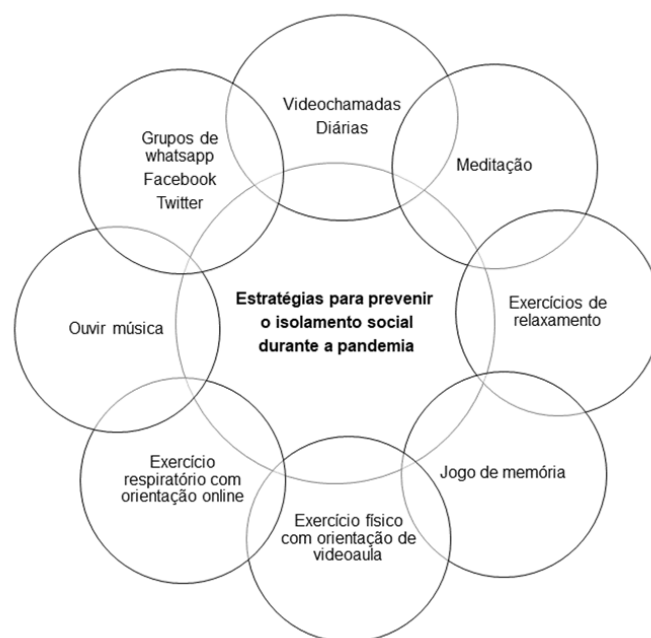 Videochamadas
Diárias
Grupos de
whatsapp
Facebook
Twitter
Meditação
Estratégias para prevenir
o isolamento social
durante a pandemia
Exercícios de
relaxamento
Ouvir música
Exercício
respiratório com
orientação online
Jogo de memória
Exercício físico
com orientação de
videoaula